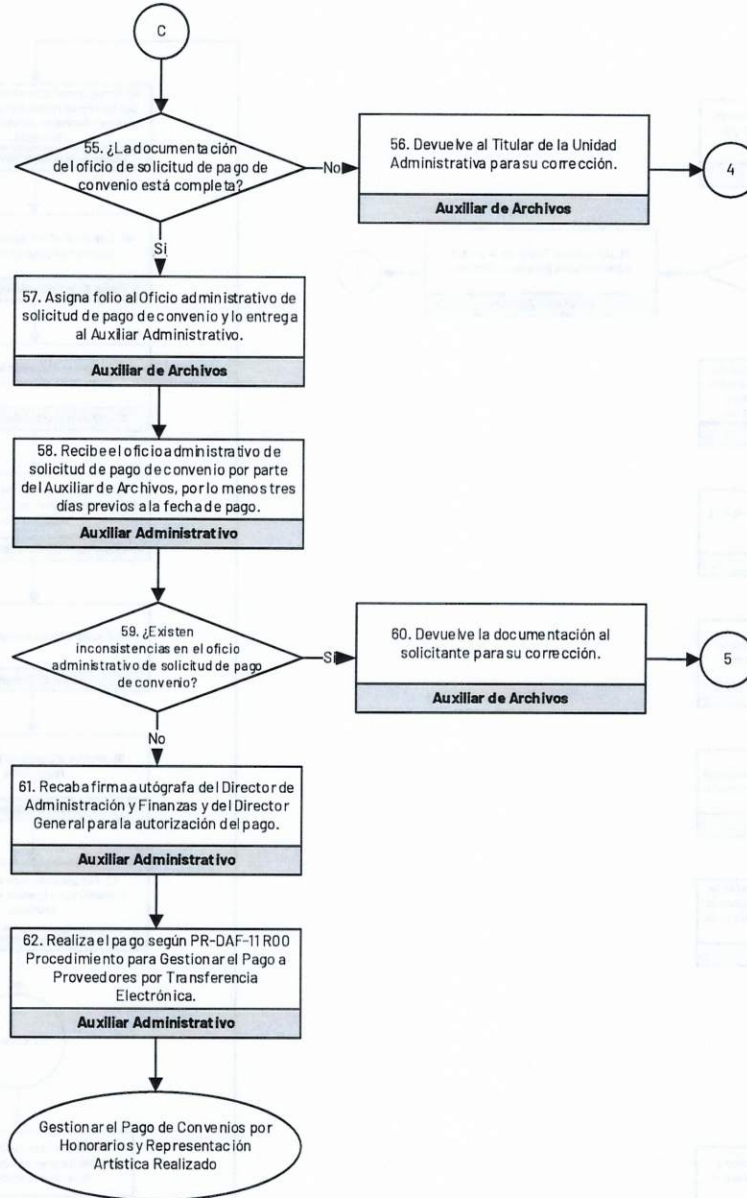 C
55. ¿La documentación
del oficio de solicitud de pago de
convenio está completa?
No
56. Devuelve al Titular de la Unidad
Administrativa para su corrección.
Auxiliar de Archivos
4
Si
57. Asigna folio al Oficio administrativo de
solicitud de pago de convenio y lo entrega
al Auxiliar Administrativo.
Auxiliar de Archivos
58. Recibe el oficio administrativo de
solicitud de pago de convenio por parte
del Auxiliar de Archivos, por lo menos tres
días previos a la fecha de pago.
Auxiliar Administrativo
59. ¿Existen
inconsistencias en el oficio
administrativo de solicitud de pago
de convenio?
Si
60. Devuelve la documentación al
solicitante para su corrección.
Auxiliar de Archivos
5
No
61. Recaba firma autógrafa del Director de
Administración y Finanzas y del Director
General para la autorización del pago.
Auxiliar Administrativo
62. Realiza el pago según PR-DAF-11 R00
Procedimiento para Gestionar el Pago a
Proveedores por Transferencia
Electrónica.
Auxiliar Administrativo
Gestionar el Pago de Convenios por
Honorarios y Representación
Artística Realizado